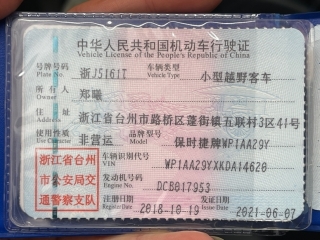 中华人民共和国机动车行驶证
Vehicle License of the People's Republic of China
号牌号码 浙J5161T 车辆类型 小型越野客车
Plate No. Vehicle Type
所有人 郑曦
Owner
住址 浙江省台州市路桥区蓬街镇五联村3区41号
Address
使用性质 非营运 品牌型号 保时捷牌WP1AA29Y
Use Character Model
浙江省台州市公安局交通警察支队
车辆识别代号 WP1AA29YXKDA14620
VIN
发动机号码 DCB017953
Engine No.
注册日期 2018-10-19 发证日期 2021-06-07
Register Date Issue Date